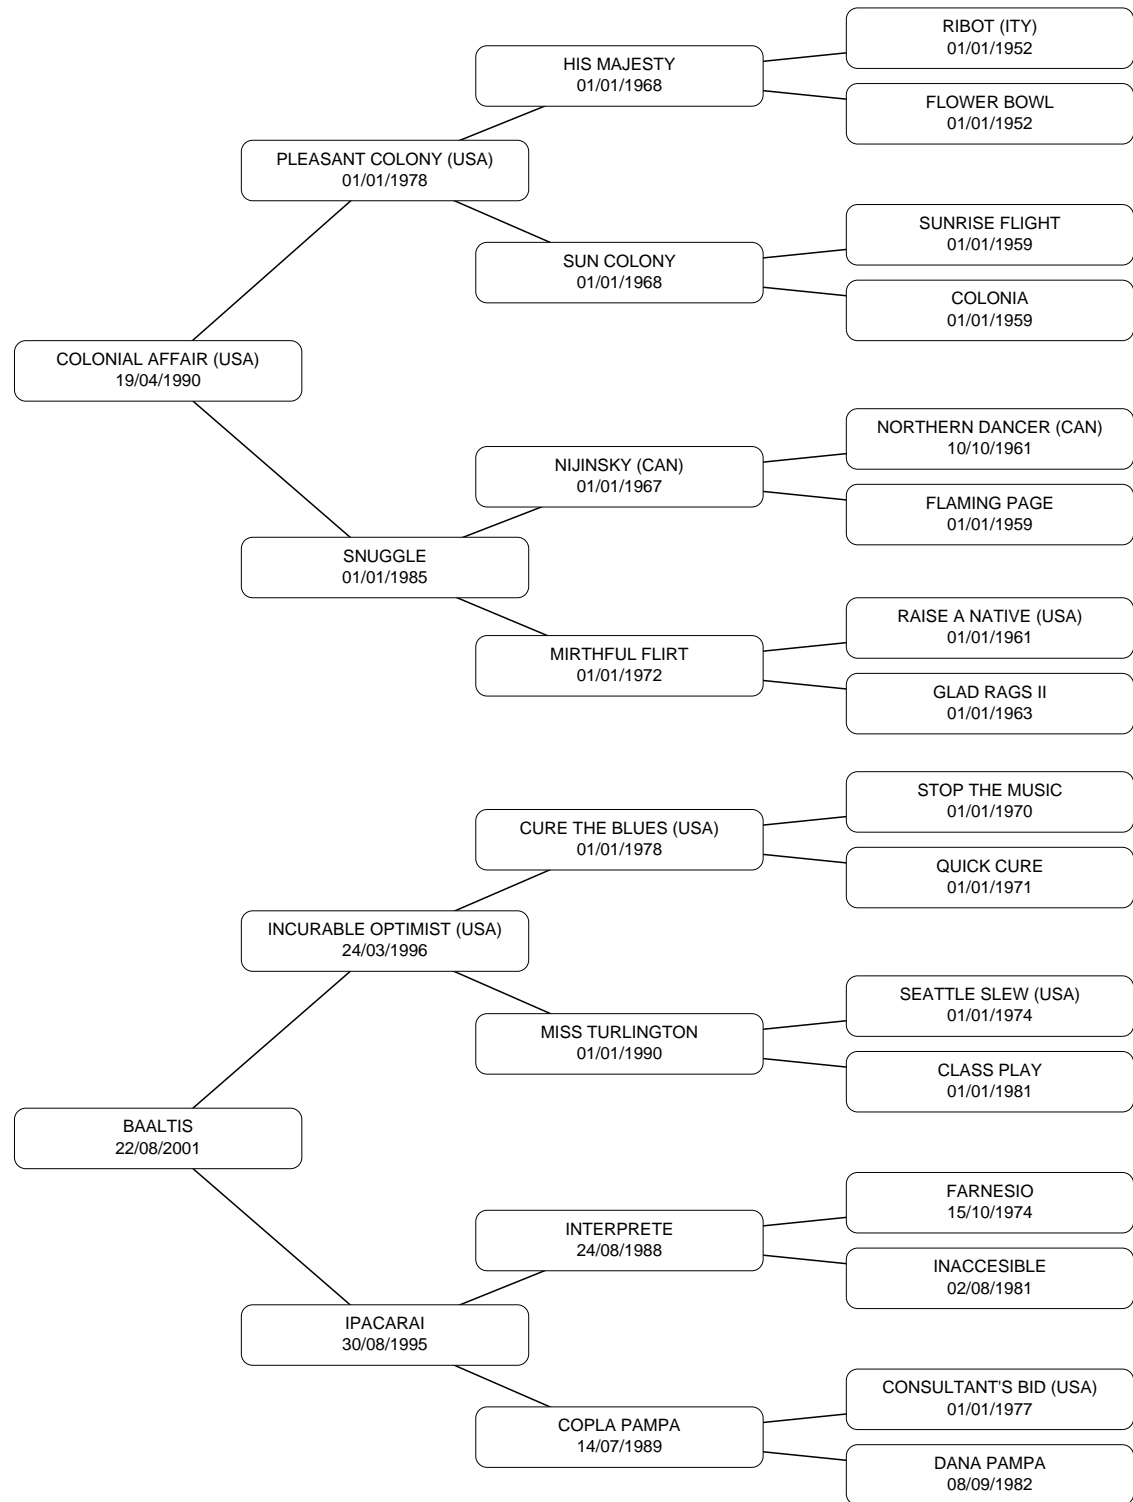 RIBOT (ITY)
01/01/1952
HIS MAJESTY
01/01/1968
FLOWER BOWL
01/01/1952
PLEASANT COLONY (USA)
01/01/1978
SUNRISE FLIGHT
01/01/1959
SUN COLONY
01/01/1968
COLONIA
01/01/1959
COLONIAL AFFAIR (USA)
19/04/1990
NORTHERN DANCER (CAN)
10/10/1961
NIJINSKY (CAN)
01/01/1967
FLAMING PAGE
01/01/1959
SNUGGLE
01/01/1985
RAISE A NATIVE (USA)
01/01/1961
MIRTHFUL FLIRT
01/01/1972
GLAD RAGS II
01/01/1963
STOP THE MUSIC
01/01/1970
CURE THE BLUES (USA)
01/01/1978
QUICK CURE
01/01/1971
INCURABLE OPTIMIST (USA)
24/03/1996
SEATTLE SLEW (USA)
01/01/1974
MISS TURLINGTON
01/01/1990
CLASS PLAY
01/01/1981
BAALTIS
22/08/2001
FARNESIO
15/10/1974
INTERPRETE
24/08/1988
INACCESIBLE
02/08/1981
IPACARAI
30/08/1995
CONSULTANT'S BID (USA)
01/01/1977
COPLA PAMPA
14/07/1989
DANA PAMPA
08/09/1982